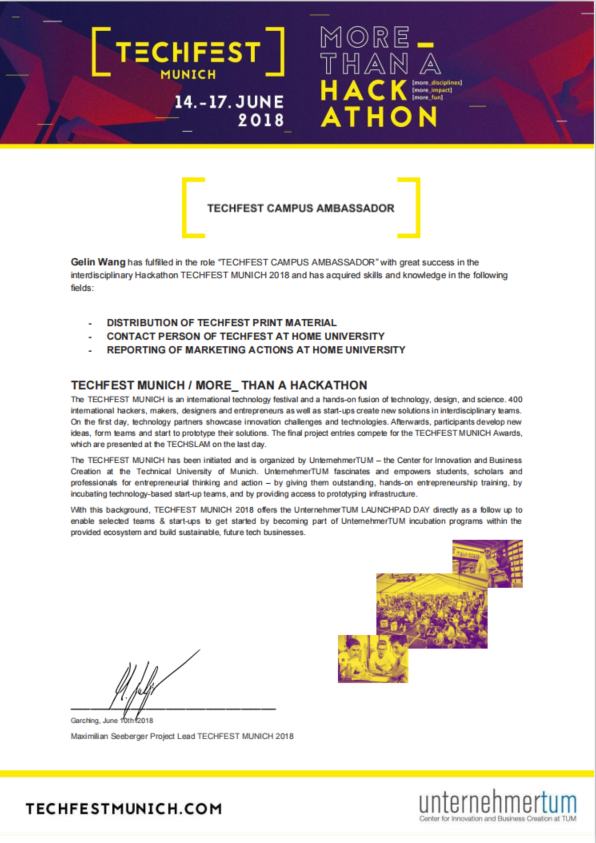 TECHFEST
MUNICH
14.-17. JUNE
2018
MORE_
THAN A
HACK
[more_disciplines]
[more_impact]
[more_fun]
ATHON
TECHFEST CAMPUS AMBASSADOR
Gelin Wang has fulfilled in the role “TECHFEST CAMPUS AMBASSADOR” with great success in the
interdisciplinary Hackathon TECHFEST MUNICH 2018 and has acquired skills and knowledge in the following
fields:
- DISTRIBUTION OF TECHFEST PRINT MATERIAL
- CONTACT PERSON OF TECHFEST AT HOME UNIVERSITY
- REPORTING OF MARKETING ACTIONS AT HOME UNIVERSITY
TECHFEST MUNICH / MORE_ THAN A HACKATHON
The TECHFEST MUNICH is an international technology festival and a hands-on fusion of technology, design, and science. 400
international hackers, makers, designers and entrepreneurs as well as start-ups create new solutions in interdisciplinary teams.
On the first day, technology partners showcase innovation challenges and technologies. Afterwards, participants develop new
ideas, form teams and start to prototype their solutions. The final project entries compete for the TECHFEST MUNICH Awards,
which are presented at the TECHSLAM on the last day.
The TECHFEST MUNICH has been initiated and is organized by UnternehmerTUM – the Center for Innovation and Business
Creation at the Technical University of Munich. UnternehmerTUM fascinates and empowers students, scholars and
professionals for entrepreneurial thinking and action – by giving them outstanding, hands-on entrepreneurship training, by
incubating technology-based start-up teams, and by providing access to prototyping infrastructure.
With this background, TECHFEST MUNICH 2018 offers the UnternehmerTUM LAUNCHPAD DAY directly as a follow up to
enable selected teams & start-ups to get started by becoming part of UnternehmerTUM incubation programs within the
provided ecosystem and build sustainable, future tech businesses.
Garching, June 10th 2018
Maximilian Seeberger Project Lead TECHFEST MUNICH 2018
TECHFESTMUNICH.COM
unternehmertum
Center for Innovation and Business Creation at TUM